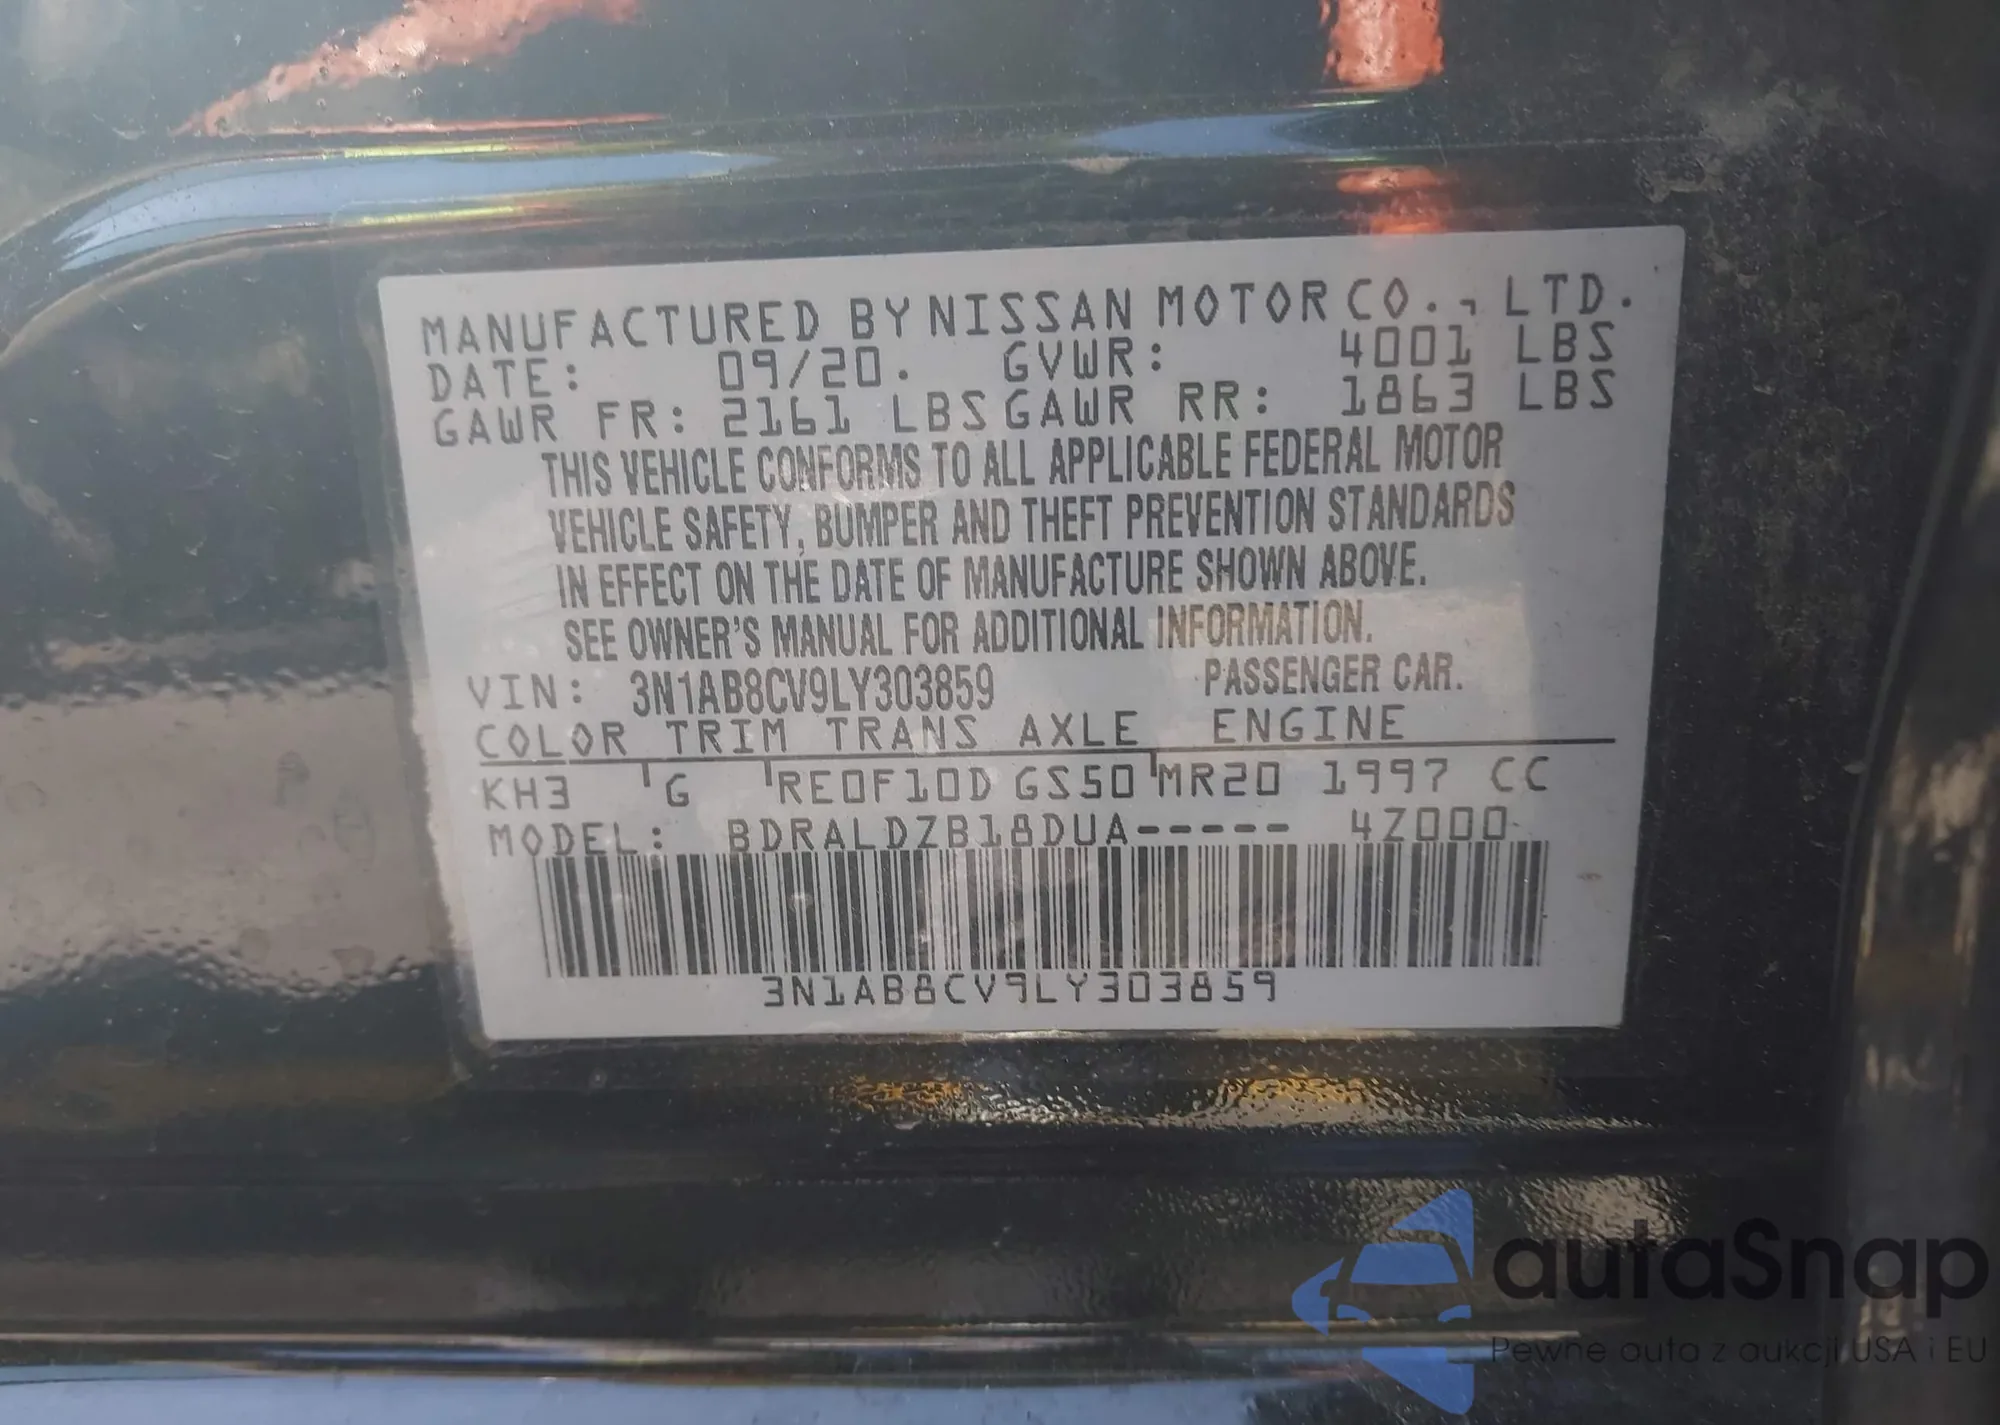 MANUFACTURED BY NISSAN MOTOR CO., LTD.
DATE: 09/20. GVWR: 4001 LBS
GAWR FR: 2161 LBS GAWR RR: 1863 LBS
THIS VEHICLE CONFORMS TO ALL APPLICABLE FEDERAL MOTOR
VEHICLE SAFETY, BUMPER AND THEFT PREVENTION STANDARDS
IN EFFECT ON THE DATE OF MANUFACTURE SHOWN ABOVE.
SEE OWNER'S MANUAL FOR ADDITIONAL INFORMATION.
VIN: 3N1AB8CV9LY303859 PASSENGER CAR.
COLOR TRIM TRANS AXLE ENGINE
KH3 G RE0F10D GS50 MR20 1997 CC
MODEL: BDRALDZB18DUA----- 4Z000-
3N1AB8CV9LY303859
autaSnap
Pewne auta z aukcji USA i EU